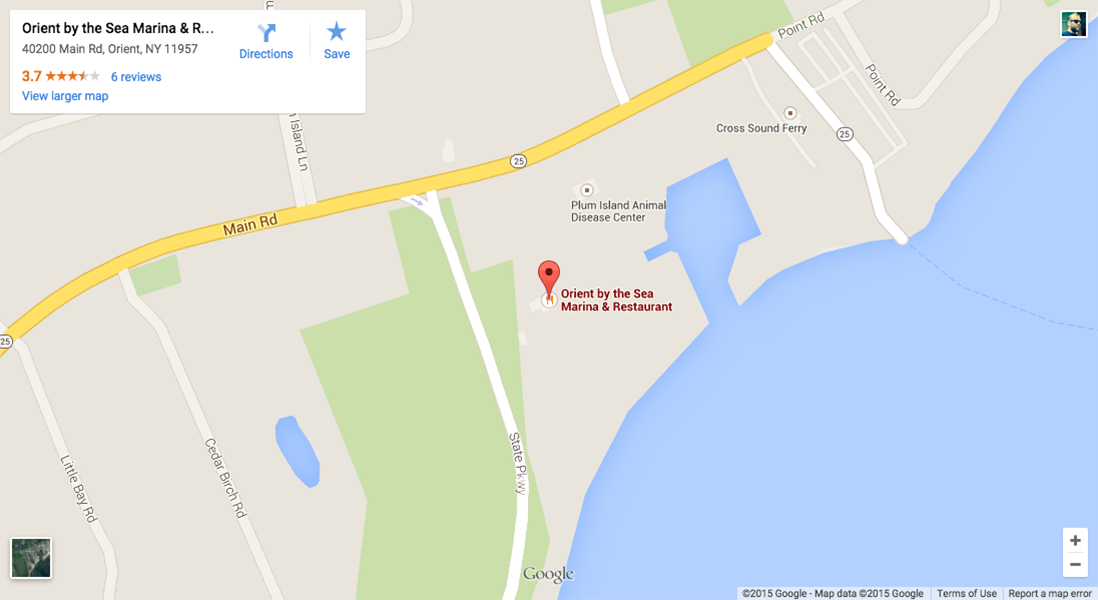 Orient by the Sea Marina & R...
40200 Main Rd, Orient, NY 11957
3.7 6 reviews
View larger map
Directions
Save
Point Rd
Point Rd
Island Ln
Cross Sound Ferry
25
25
Plum Island Animal
Disease Center
Main Rd
Orient by the Sea
Marina & Restaurant
25
State Pkwy
Cedar Birch Rd
Little Bay Rd
+
−
Google
©2015 Google - Map data ©2015 Google
Terms of Use
Report a map error